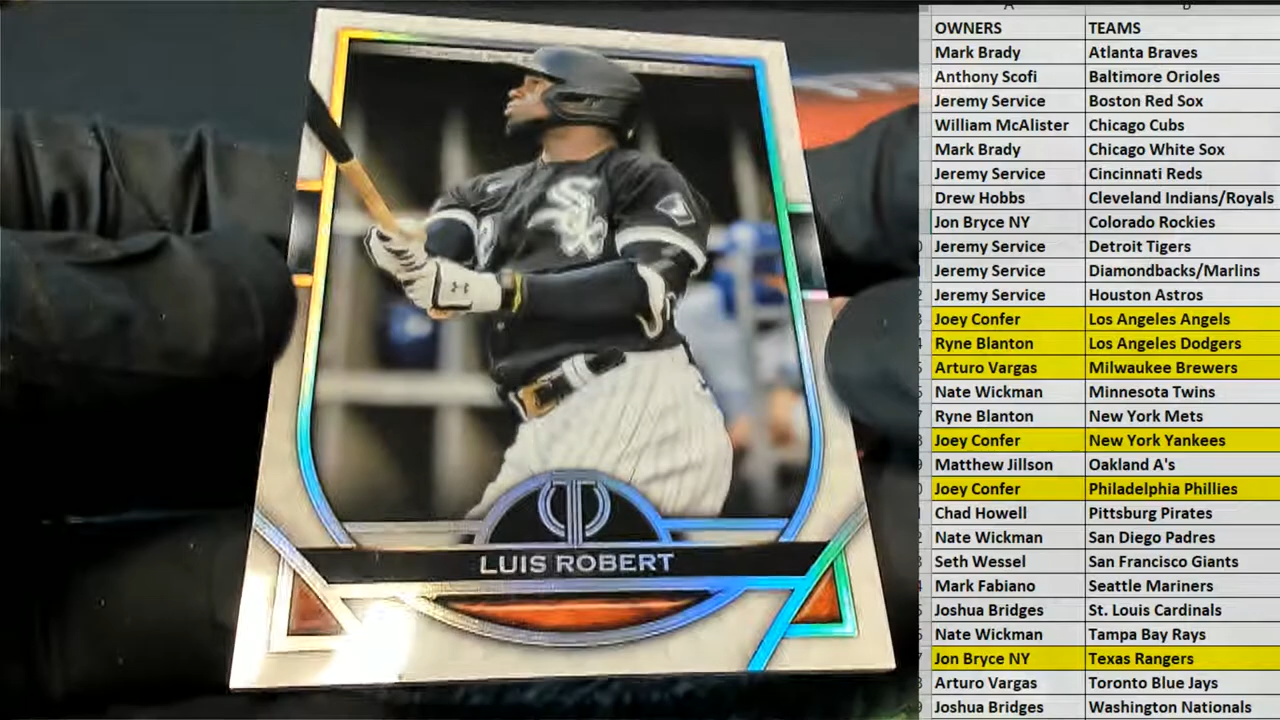 LUIS ROBERT
OWNERS TEAMS
Mark Brady Atlanta Braves
Anthony Scofi Baltimore Orioles
Jeremy Service Boston Red Sox
William McAlister Chicago Cubs
Mark Brady Chicago White Sox
Jeremy Service Cincinnati Reds
Drew Hobbs Cleveland Indians/Royals
Jon Bryce NY Colorado Rockies
Jeremy Service Detroit Tigers
Jeremy Service Diamondbacks/Marlins
Jeremy Service Houston Astros
Joey Confer Los Angeles Angels
Ryne Blanton Los Angeles Dodgers
Arturo Vargas Milwaukee Brewers
Nate Wickman Minnesota Twins
Ryne Blanton New York Mets
Joey Confer New York Yankees
Matthew Jillson Oakland A's
Joey Confer Philadelphia Phillies
Chad Howell Pittsburg Pirates
Nate Wickman San Diego Padres
Seth Wessel San Francisco Giants
Mark Fabiano Seattle Mariners
Joshua Bridges St. Louis Cardinals
Nate Wickman Tampa Bay Rays
Jon Bryce NY Texas Rangers
Arturo Vargas Toronto Blue Jays
Joshua Bridges Washington Nationals